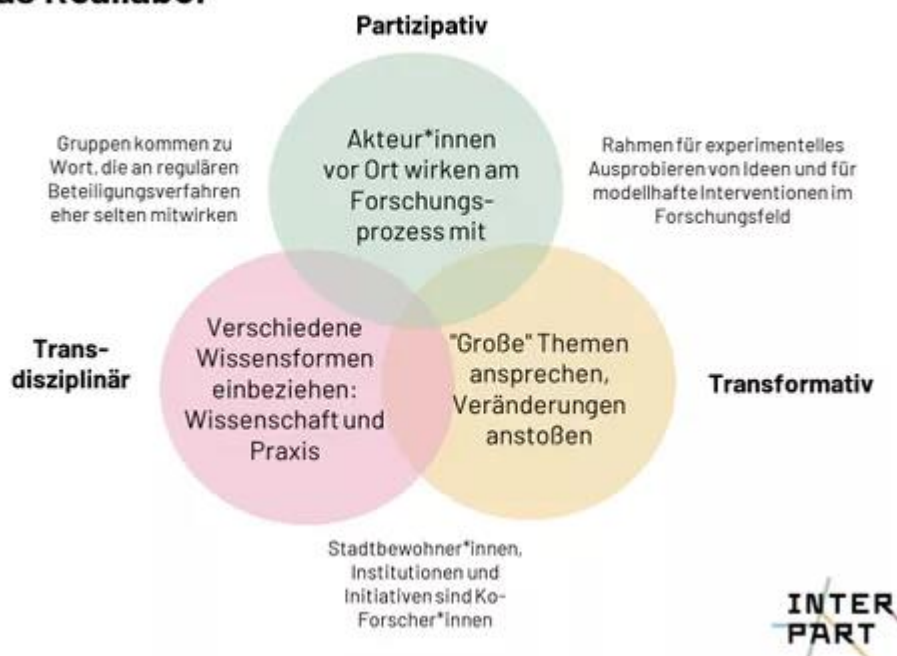 Partizipativ
Gruppen kommen zu
Wort, die an regulären
Beteiligungsverfahren
eher selten mitwirken
Akteur*innen
vor Ort wirken am
Forschungs-
prozess mit
Rahmen für experimentelles
Ausprobieren von Ideen und für
modellhafte Interventionen im
Forschungsfeld
Trans-
disziplinär
Verschiedene
Wissensformen
einbeziehen:
Wissenschaft und
Praxis
"Große" Themen
ansprechen,
Veränderungen
anstoßen
Transformativ
Stadtbewohner*innen,
Institutionen und
Initiativen sind Ko-
Forscher*innen
INTER
PART